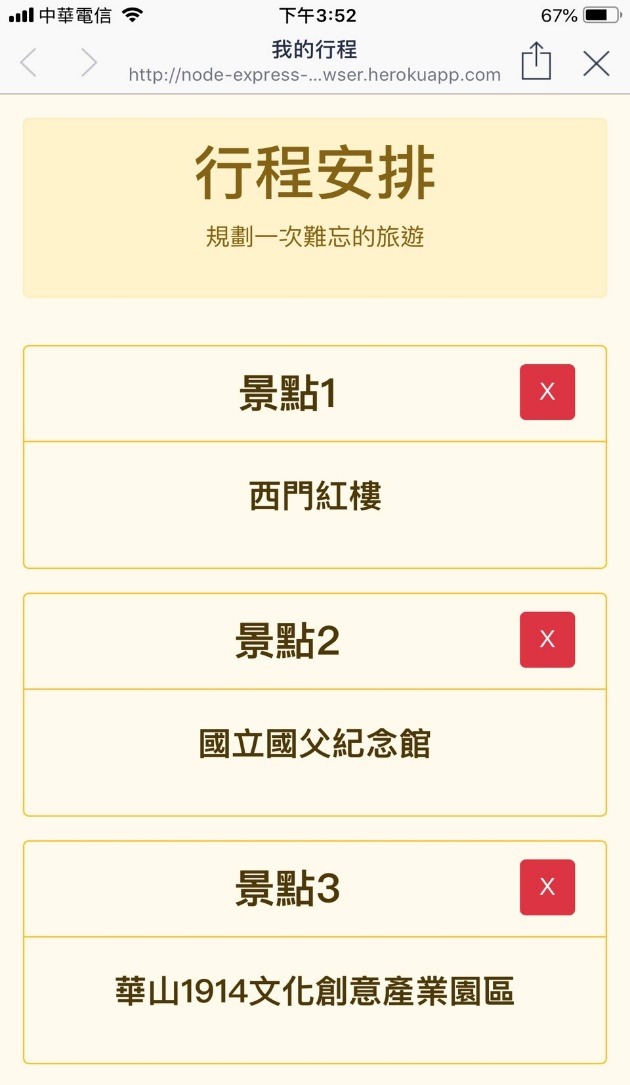 中華電信 下午3:52 67%
我的行程
http://node-express-...wser.herokuapp.com
行程安排
規劃一次難忘的旅遊
景點1 X
西門紅樓
景點2 X
國立國父紀念館
景點3 X
華山1914文化創意產業園區